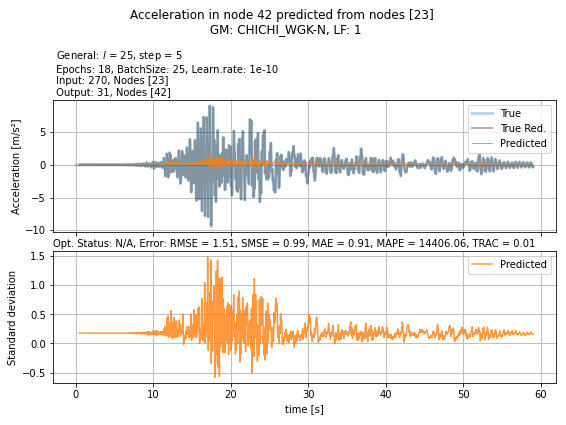 Acceleration in node 42 predicted from nodes [23]
GM: CHICHI_WGK-N, LF: 1
General: l = 25, step = 5
Epochs: 18, BatchSize: 25, Learn.rate: 1e-10
Input: 270, Nodes [23]
Output: 31, Nodes [42]
Acceleration [m/s²]
5
0
−5
−10
True
True Red.
Predicted
Opt. Status: N/A, Error: RMSE = 1.51, SMSE = 0.99, MAE = 0.91, MAPE = 14406.06, TRAC = 0.01
Standard deviation
1.5
1.0
0.5
0.0
−0.5
Predicted
0 10 20 30 40 50 60
time [s]